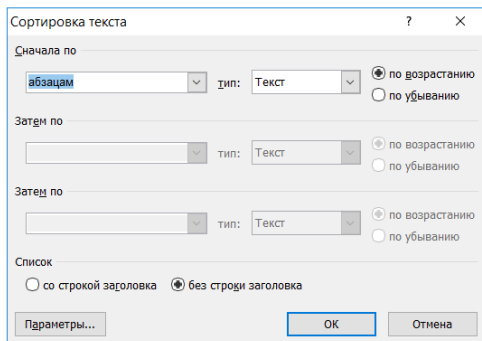 Сортировка текста ? ×
Сначала по
абзацам тип: Текст по возрастанию
по убыванию
Затем по
тип: Текст по возрастанию
по убыванию
Затем по
тип: Текст по возрастанию
по убыванию
Список
со строкой заголовка без строки заголовка
Параметры... ОК Отмена